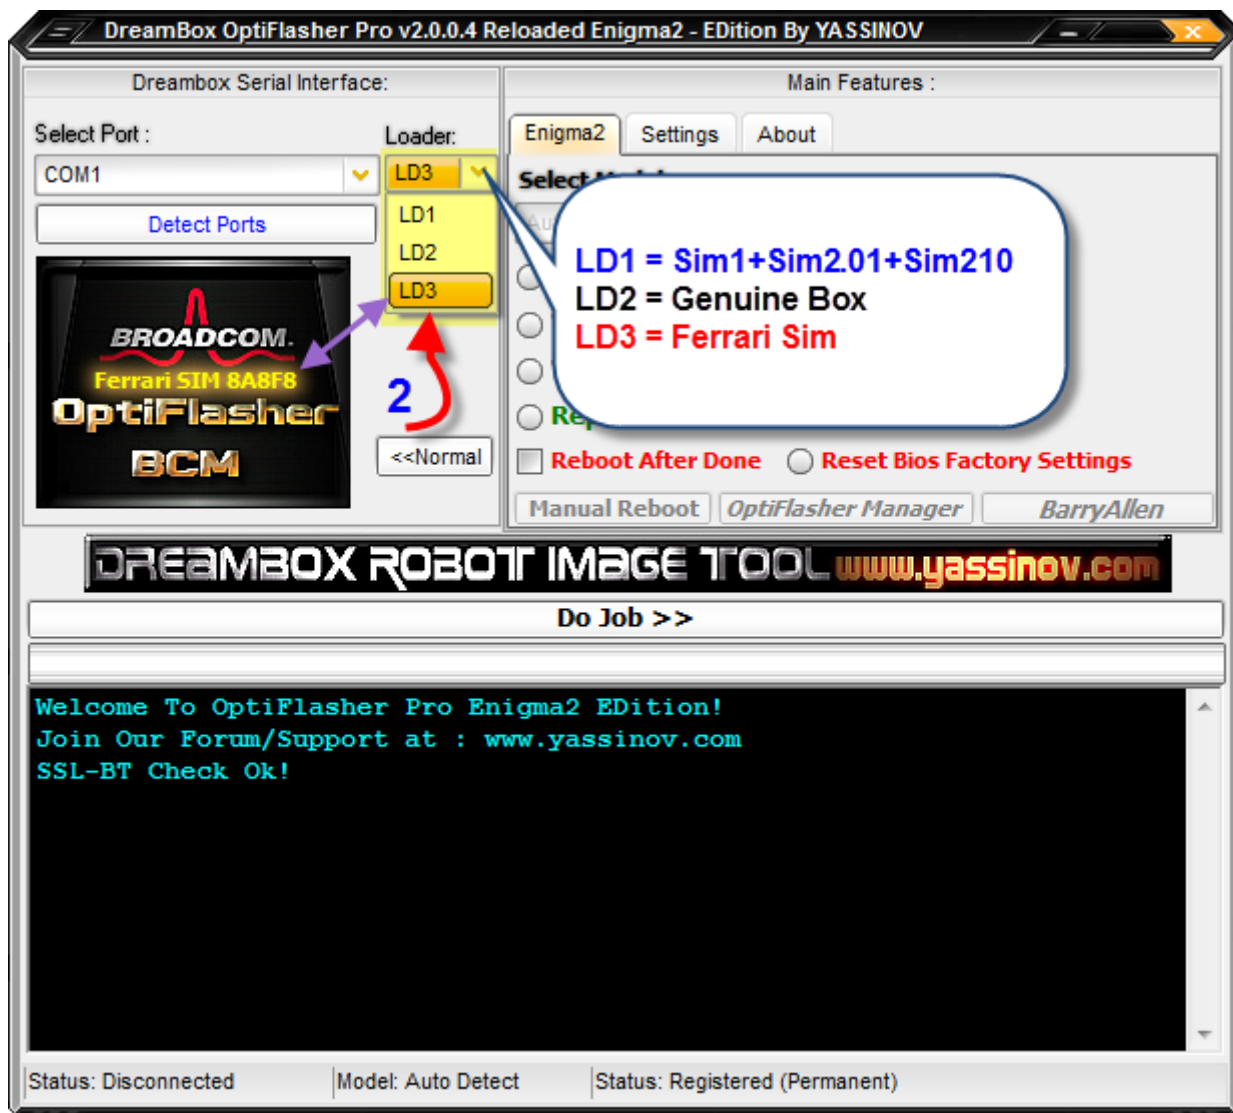 DreamBox OptiFlasher Pro v2.0.0.4 Reloaded Enigma2 - EDition By YASSINOV
Dreambox Serial Interface:
Main Features :
Select Port :
Loader:
Enigma2
Settings
About
COM1
LD3
Select
Detect Ports
LD1
LD2
LD3
LD1 = Sim1+Sim2.01+Sim210
LD2 = Genuine Box
LD3 = Ferrari Sim
BROADCOM.
Ferrari SIM 8A8F8
OptiFlasher
BCM
2
<<Normal
Reboot After Done
Reset Bios Factory Settings
Manual Reboot
OptiFlasher Manager
BarryAllen
DREAMBOX ROBOT IMAGE TOOL www.yassinov.com
Do Job >>
Welcome To OptiFlasher Pro Enigma2 EDition!
Join Our Forum/Support at : www.yassinov.com
SSL-BT Check Ok!
Status: Disconnected
Model: Auto Detect
Status: Registered (Permanent)